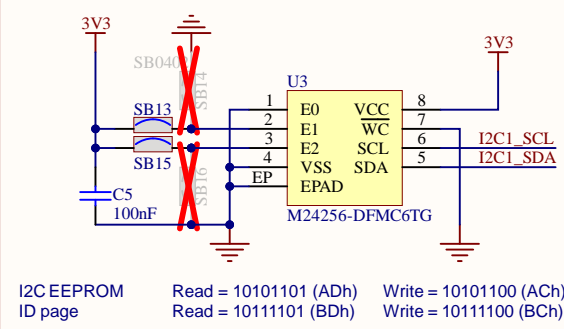 3V3
SB0402
SB14
3V3
U3
SB13
1 E0 VCC 8
2 E1 WC 7
3 E2 SCL 6 I2C1_SCL
4 VSS SDA 5 I2C1_SDA
EP EPAD
SB15
SB16
C5
100nF
M24256-DFMC6TG
I2C EEPROM Read = 10101101 (ADh) Write = 10101100 (ACh)
ID page Read = 10111101 (BDh) Write = 10111100 (BCh)